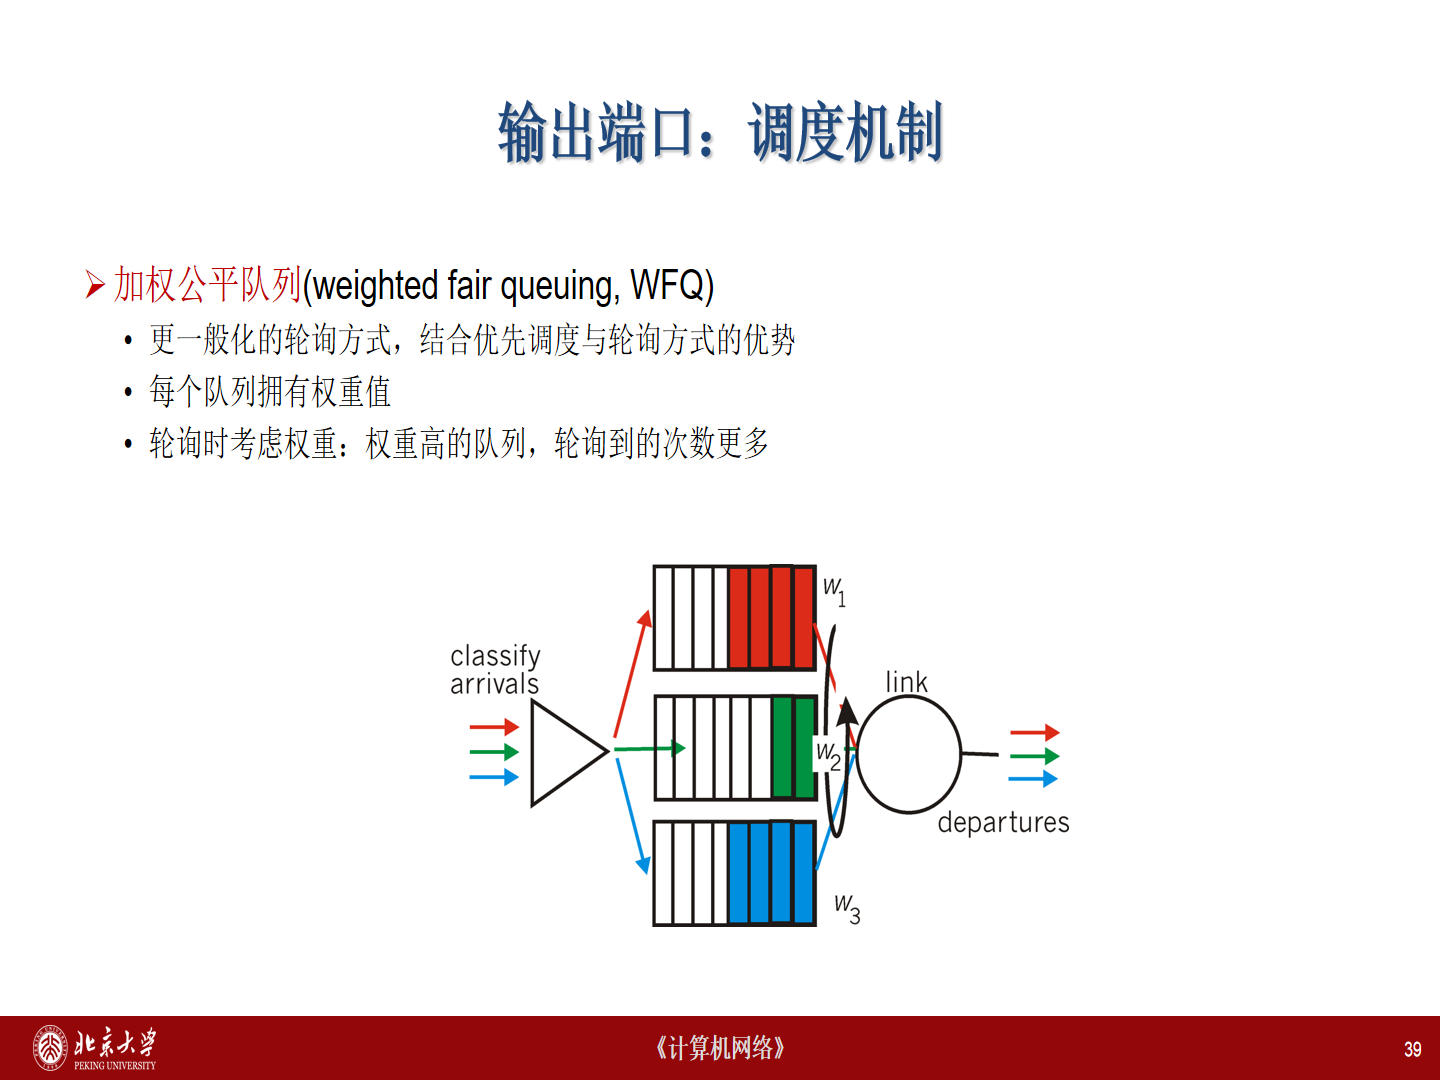 输出端口：调度机制
加权公平队列(weighted fair queuing, WFQ)
更一般化的轮询方式，结合优先调度与轮询方式的优势
每个队列拥有权重值
轮询时考虑权重：权重高的队列，轮询到的次数更多
classify
arrivals
w1
link
w2
departures
w3
北京大学
PEKING UNIVERSITY
《计算机网络》
39